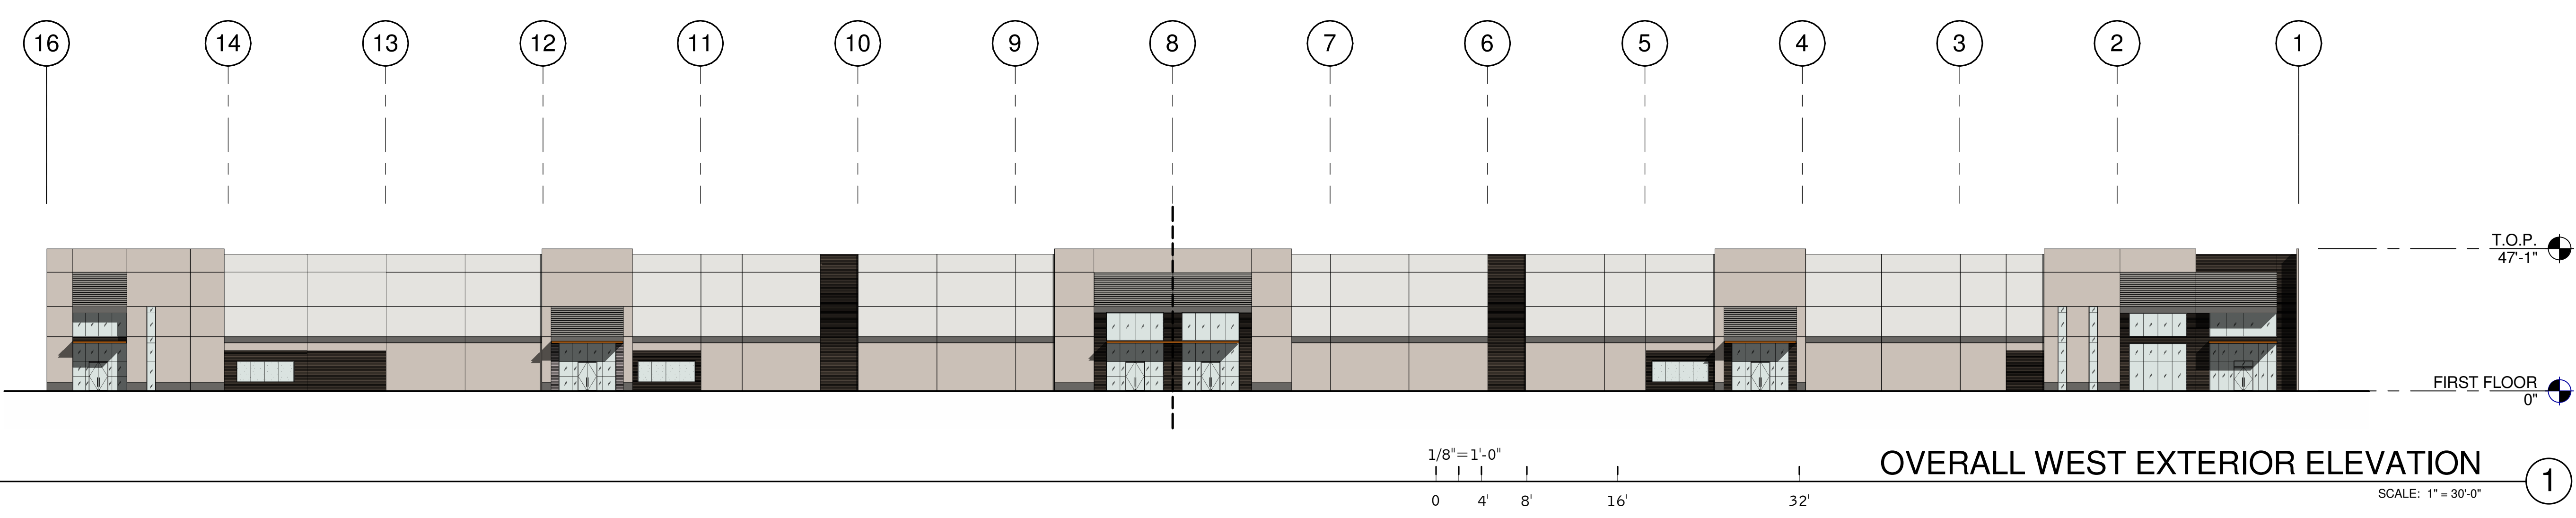 16 14 13 12 11 10 9 8 7 6 5 4 3 2 1
T.O.P.
47'-1"
FIRST FLOOR
0"
1/8"=1'-0"
0 4' 8' 16' 32'
OVERALL WEST EXTERIOR ELEVATION
1
SCALE: 1" = 30'-0"